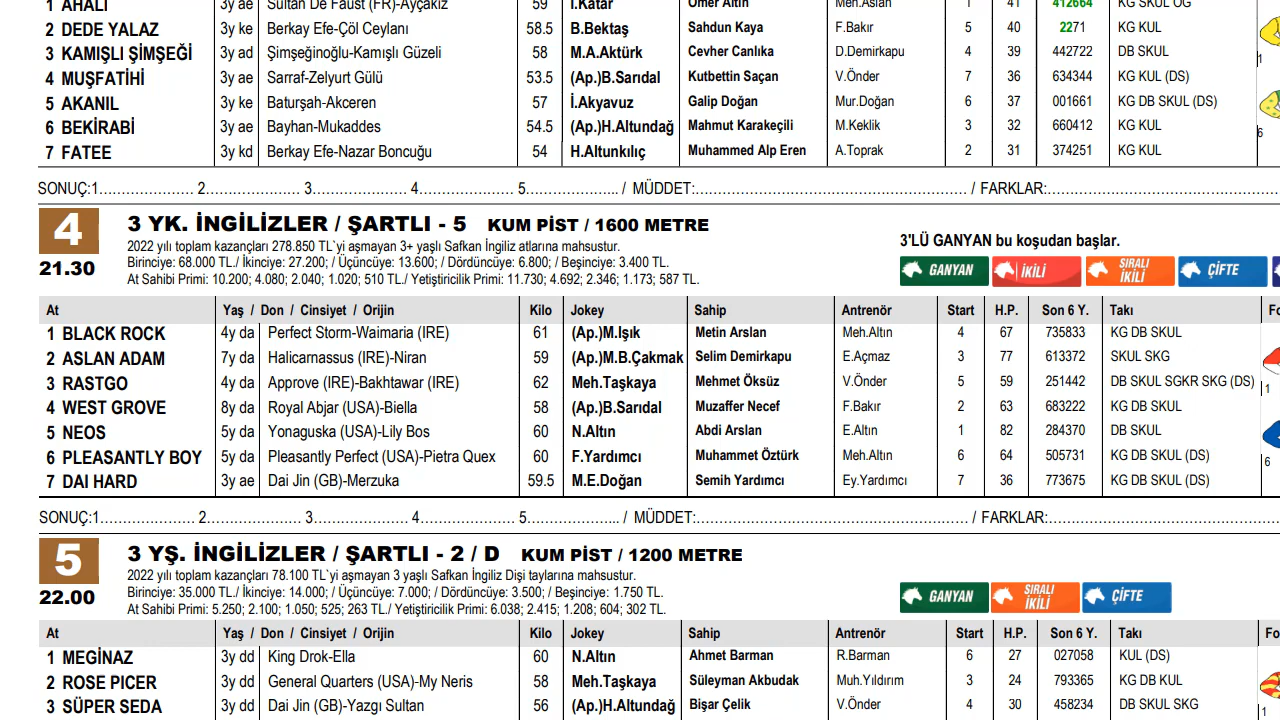 1 AHALİ 3y ae Sultan De Faust (FR)-Ayçakız 59 İ.Katar Ömer Altın Meh.Aslan 1 41 412664 KG SKUL ÖG
2 DEDE YALAZ 3y ke Berkay Efe-Çöl Ceylanı 58.5 B.Bektaş Sahdun Kaya F.Bakır 5 40 2271 KG KUL
3 KAMIŞLI ŞİMŞEĞİ 3y ad Şimşeğinoğlu-Kamışlı Güzeli 58 M.A.Aktürk Cevher Canlıka D.Demirkapu 4 39 442722 DB SKUL 1
4 MUŞFATİHİ 3y ae Sarraf-Zelyurt Gülü 53.5 (Ap.)B.Sarıdal Kutbettin Saçan V.Önder 7 36 634344 KG KUL (DS)
5 AKANIL 3y ke Baturşah-Akceren 57 İ.Akyavuz Galip Doğan Mur.Doğan 6 37 001661 KG DB SKUL (DS)
6 BEKİRABİ 3y ae Bayhan-Mukaddes 54.5 (Ap.)H.Altundağ Mahmut Karakeçili M.Keklik 3 32 660412 KG KUL 6
7 FATEE 3y kd Berkay Efe-Nazar Boncuğu 54 H.Altunkılıç Muhammed Alp Eren A.Toprak 2 31 374251 KG KUL
SONUÇ:1………………… 2………………… 3………………… 4………………… 5……………….. / MÜDDET:………………………………………………… / FARKLAR:……………………………………………
4 3 YK. İNGİLİZLER / ŞARTLI - 5 KUM PİST / 1600 METRE
2022 yılı toplam kazançları 278.850 TL`yi aşmayan 3+ yaşlı Safkan İngiliz atlarına mahsustur. 3’LÜ GANYAN bu koşudan başlar.
21.30 Birinciye: 68.000 TL./ İkinciye: 27.200; / Üçüncüye: 13.600; / Dördüncüye: 6.800; / Beşinciye: 3.400 TL. GANYAN İKİLİ SIRALI İKİLİ ÇİFTE
At Sahibi Primi: 10.200; 4.080; 2.040; 1.020; 510 TL./ Yetiştiricilik Primi: 11.730; 4.692; 2.346; 1.173; 587 TL.
At Yaş / Don / Cinsiyet / Orijin Kilo Jokey Sahip Antrenör Start H.P. Son 6 Y. Takı Fo
1 BLACK ROCK 4y da Perfect Storm-Waimaria (IRE) 61 (Ap.)M.Işık Metin Arslan Meh.Altın 4 67 735833 KG DB SKUL
2 ASLAN ADAM 7y da Halicarnassus (IRE)-Niran 59 (Ap.)M.B.Çakmak Selim Demirkapu E.Açmaz 3 77 613372 SKUL SKG
3 RASTGO 4y da Approve (IRE)-Bakhtawar (IRE) 62 Meh.Taşkaya Mehmet Öksüz V.Önder 5 59 251442 DB SKUL SGKR SKG (DS) 1
4 WEST GROVE 8y da Royal Abjar (USA)-Biella 58 (Ap.)B.Sarıdal Muzaffer Necef F.Bakır 2 63 683222 KG DB SKUL
5 NEOS 5y da Yonaguska (USA)-Lily Bos 60 N.Altın Abdi Arslan E.Altın 1 82 284370 DB SKUL
6 PLEASANTLY BOY 5y da Pleasantly Perfect (USA)-Pietra Quex 60 F.Yardımcı Muhammet Öztürk Meh.Altın 6 64 505731 KG DB SKUL (DS) 6
7 DAI HARD 3y ae Dai Jin (GB)-Merzuka 59.5 M.E.Doğan Semih Yardımcı Ey.Yardımcı 7 36 773675 KG DB SKUL (DS)
SONUÇ:1………………… 2………………… 3………………… 4………………… 5……………….. / MÜDDET:………………………………………………… / FARKLAR:……………………………………………
5 3 YŞ. İNGİLİZLER / ŞARTLI - 2 / D KUM PİST / 1200 METRE
2022 yılı toplam kazançları 78.100 TL`yi aşmayan 3 yaşlı Safkan İngiliz Dişi taylarına mahsustur.
22.00 Birinciye: 35.000 TL./ İkinciye: 14.000; / Üçüncüye: 7.000; / Dördüncüye: 3.500; / Beşinciye: 1.750 TL. GANYAN SIRALI İKİLİ ÇİFTE
At Sahibi Primi: 5.250; 2.100; 1.050; 525; 263 TL./ Yetiştiricilik Primi: 6.038; 2.415; 1.208; 604; 302 TL.
At Yaş / Don / Cinsiyet / Orijin Kilo Jokey Sahip Antrenör Start H.P. Son 6 Y. Takı Fo
1 MEGİNAZ 3y dd King Drok-Ella 60 N.Altın Ahmet Barman R.Barman 6 27 027058 KUL (DS)
2 ROSE PICER 3y dd General Quarters (USA)-My Neris 58 Meh.Taşkaya Süleyman Akbudak Muh.Yıldırım 3 24 793365 KG DB KUL
3 SÜPER SEDA 3y dd Dai Jin (GB)-Yazgı Sultan 56 (Ap.)H.Altundağ Bişar Çelik V.Önder 4 30 458234 DB SKUL SKG 1